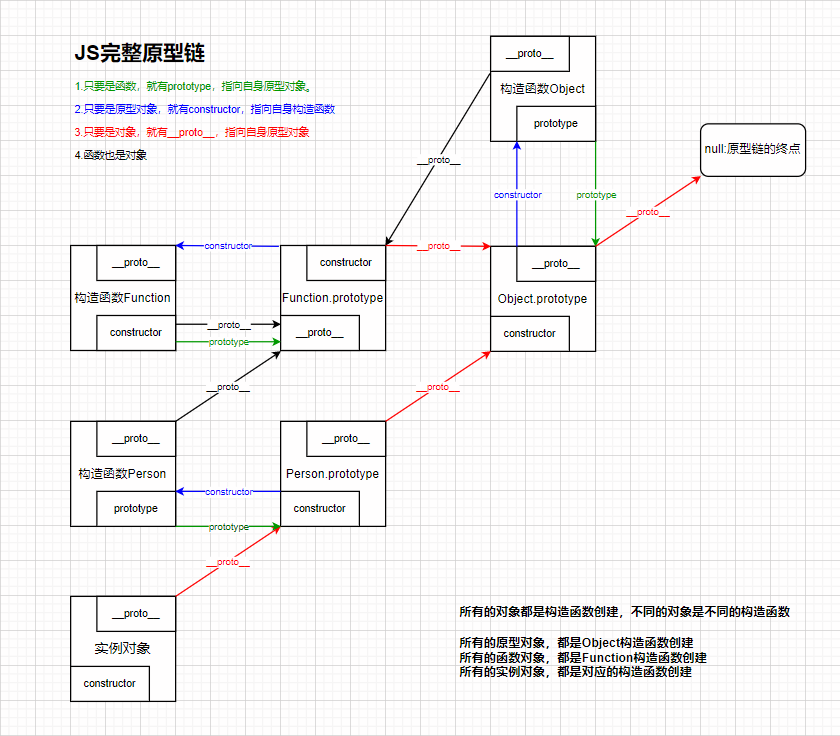 JS完整原型链
1.只要是函数，就有prototype，指向自身原型对象。
2.只要是原型对象，就有constructor，指向自身构造函数
3.只要是对象，就有__proto__，指向自身原型对象
4.函数也是对象
__proto__
构造函数Object
prototype
null:原型链的终点
__proto__
constructor
prototype
__proto__
constructor
__proto__
__proto__
构造函数Function
constructor
constructor
Function.prototype
__proto__
__proto__
Object.prototype
constructor
__proto__
prototype
__proto__
__proto__
__proto__
构造函数Person
prototype
__proto__
Person.prototype
constructor
constructor
prototype
__proto__
__proto__
实例对象
constructor
所有的对象都是构造函数创建，不同的对象是不同的构造函数
所有的原型对象，都是Object构造函数创建
所有的函数对象，都是Function构造函数创建
所有的实例对象，都是对应的构造函数创建